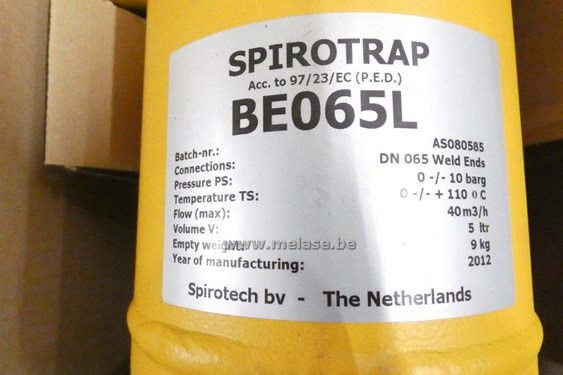 SPIROTRAP
Acc. to 97/23/EC (P.E.D.)
BE065L
Batch-nr.: AS080585
Connections: DN 065 Weld Ends
Pressure PS: 0 -/- 10 barg
Temperature TS: 0 -/- + 110 o C
Flow (max): 40 m3/h
Volume V: 5 ltr
Empty weight: 9 kg
www.melase.be
Year of manufacturing: 2012
Spirotech bv - The Netherlands